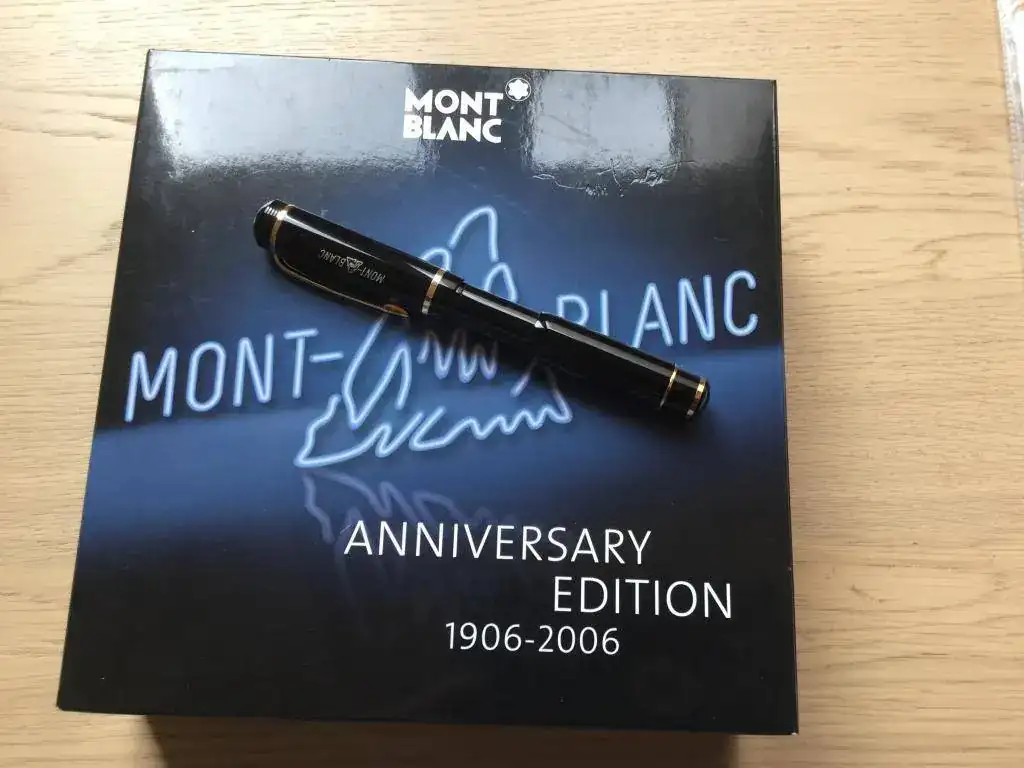 MONT
BLANC
MONT-BLANC
MONT- BLANC
ANNIVERSARY
EDITION
1906-2006